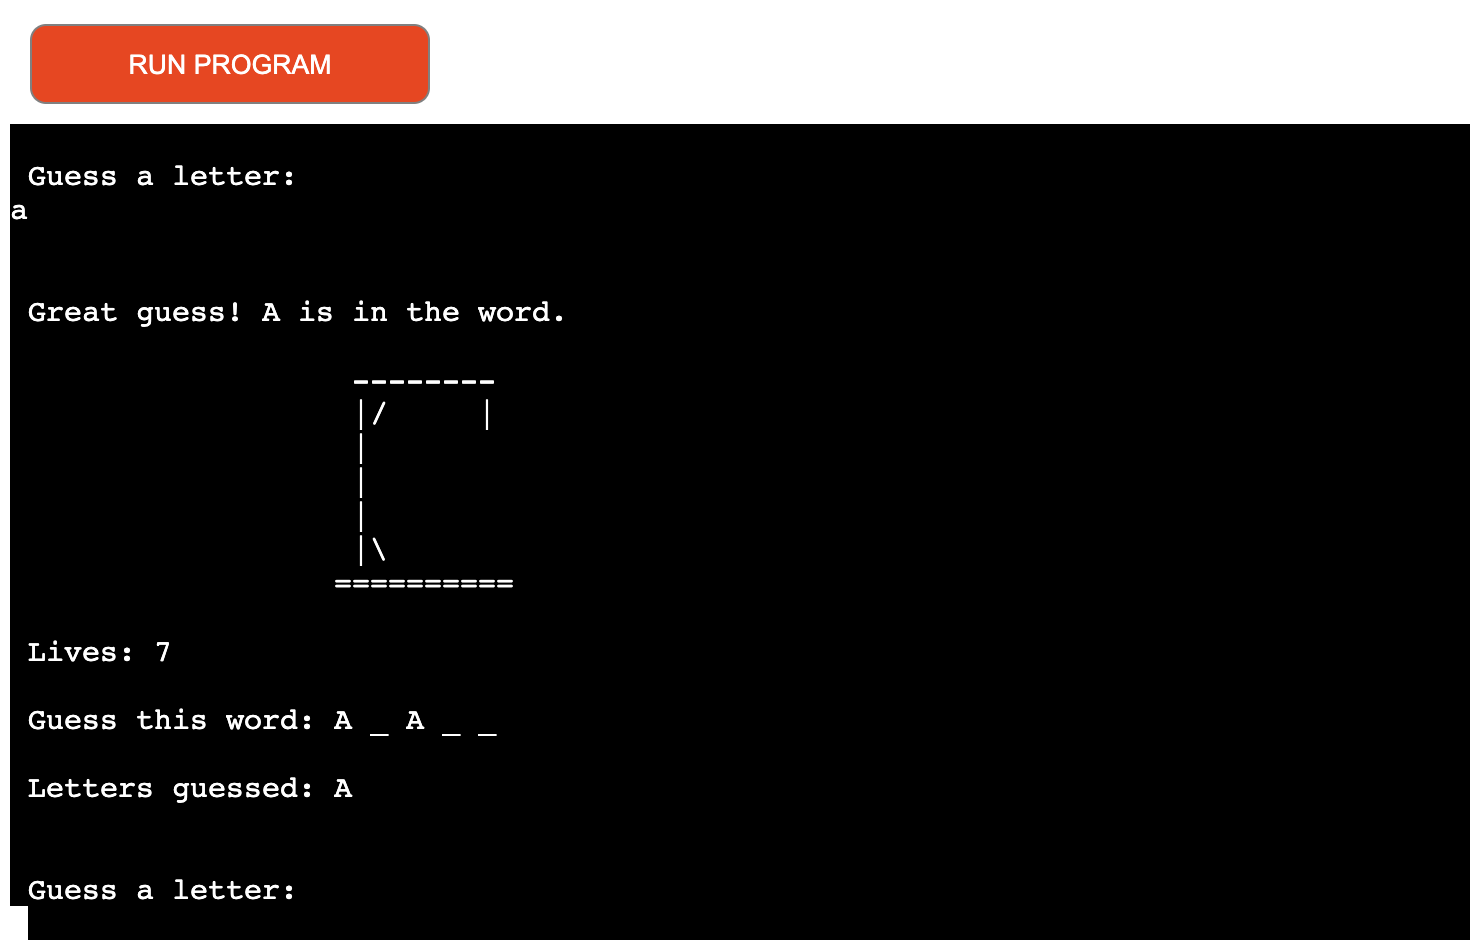 RUN PROGRAM
Guess a letter:
a
Great guess! A is in the word.
--------
|/     |
|
|
|
|\
==========
Lives: 7
Guess this word: A _ A _ _
Letters guessed: A
Guess a letter: